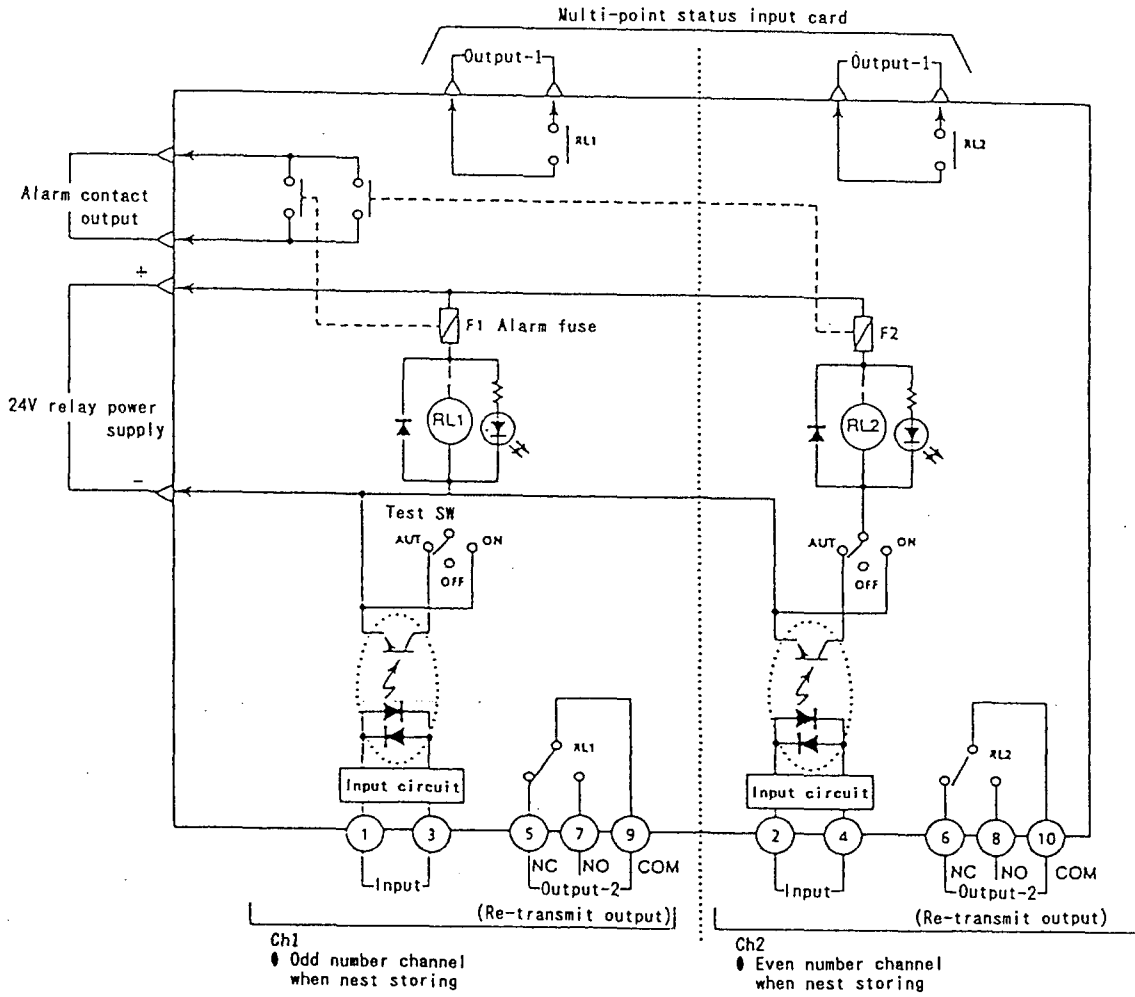 Multi-point status input card
Output-1
Output-1
RL1
RL2
Alarm contact
output
+
F1 Alarm fuse
F2
24V relay power
supply
RL1
RL2
-
Test SW
AUT
ON
OFF
AUT
ON
OFF
RL1
RL2
Input circuit
Input circuit
1
3
5
7
9
2
4
6
8
10
NC
NO
COM
NC
NO
COM
Input
Output-2
Input
Output-2
(Re-transmit output)
(Re-transmit output)
Ch1
Odd number channel
when nest storing
Ch2
Even number channel
when nest storing